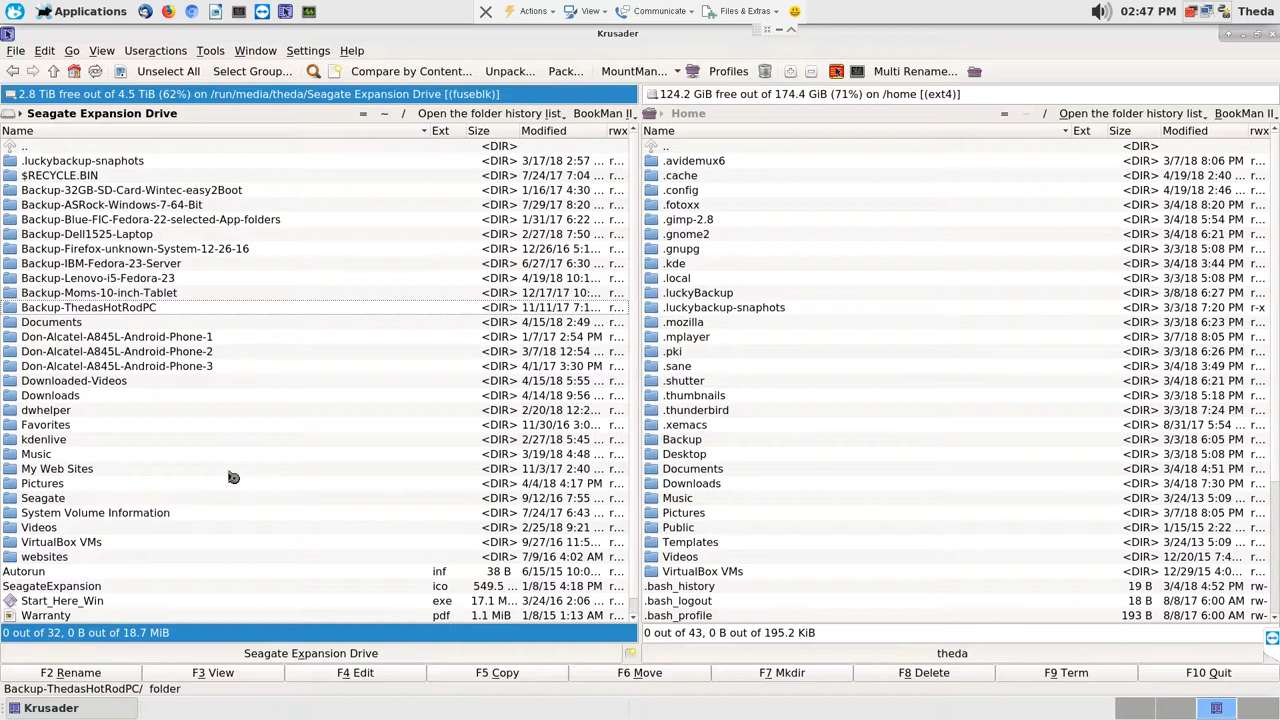 Applications Actions View Communicate Files & Extras 02:47 PM Theda
Krusader
File Edit Go View Useractions Tools Window Settings Help
Unselect All Select Group... Compare by Content... Unpack... Pack... MountMan... Profiles Multi Rename...
2.8 TiB free out of 4.5 TiB (62%) on /run/media/theda/Seagate Expansion Drive [(fuseblk)] 124.2 GiB free out of 174.4 GiB (71%) on /home [(ext4)]
Seagate Expansion Drive = ~ / Open the folder history list BookMan II Home = / Open the folder history list BookMan II
Name Ext Size Modified rwx Name Ext Size Modified rwx
.. <DIR> .. <DIR>
.luckybackup-snaphots <DIR> 3/17/18 2:57 ... r... .avidemux6 <DIR> 3/7/18 8:06 PM r...
$RECYCLE.BIN <DIR> 7/24/17 7:04 ... r... .cache <DIR> 4/19/18 2:40 ... r...
Backup-32GB-SD-Card-Wintec-easy2Boot <DIR> 1/16/17 4:30 ... r... .config <DIR> 4/19/18 2:46 ... r...
Backup-ASRock-Windows-7-64-Bit <DIR> 7/29/17 8:20 ... r... .fotoxx <DIR> 3/4/18 8:20 PM r...
Backup-Blue-FIC-Fedora-22-selected-App-folders <DIR> 1/31/17 6:22 ... r... .gimp-2.8 <DIR> 3/4/18 5:54 PM r...
Backup-Dell1525-Laptop <DIR> 2/27/18 7:50 ... r... .gnome2 <DIR> 3/4/18 6:21 PM r...
Backup-Firefox-unknown-System-12-26-16 <DIR> 12/26/16 5:1... r... .gnupg <DIR> 3/3/18 5:08 PM r...
Backup-IBM-Fedora-23-Server <DIR> 6/27/17 6:30 ... r... .kde <DIR> 3/4/18 3:44 PM r...
Backup-Lenovo-i5-Fedora-23 <DIR> 4/19/18 10:1... r... .local <DIR> 3/3/18 5:08 PM r...
Backup-Moms-10-inch-Tablet <DIR> 12/17/17 10:... r... .luckyBackup <DIR> 3/8/18 6:27 PM r...
Backup-ThedasHotRodPC <DIR> 11/11/17 7:1... r... .luckybackup-snaphots <DIR> 3/3/18 7:20 PM r-x
Documents <DIR> 4/15/18 2:49 ... r... .mozilla <DIR> 3/3/18 6:23 PM r...
Don-Alcatel-A845L-Android-Phone-1 <DIR> 1/7/17 2:54 PM r... .mplayer <DIR> 3/7/18 8:05 PM r...
Don-Alcatel-A845L-Android-Phone-2 <DIR> 3/7/18 12:54 ... r... .pki <DIR> 3/3/18 6:26 PM r...
Don-Alcatel-A845L-Android-Phone-3 <DIR> 4/1/17 3:30 PM r... .sane <DIR> 3/4/18 3:49 PM r...
Downloaded-Videos <DIR> 4/15/18 5:55 ... r... .shutter <DIR> 3/4/18 6:21 PM r...
Downloads <DIR> 4/14/18 9:56 ... r... .thumbnails <DIR> 3/3/18 5:18 PM r...
dwhelper <DIR> 2/20/18 12:2... r... .thunderbird <DIR> 3/3/18 7:24 PM r...
Favorites <DIR> 11/30/16 3:0... r... .xemacs <DIR> 8/31/17 5:54 ... r...
kdenlive <DIR> 2/27/18 5:45 ... r... Backup <DIR> 3/3/18 6:05 PM r...
Music <DIR> 3/19/18 4:48 ... r... Desktop <DIR> 3/3/18 5:08 PM r...
My Web Sites <DIR> 11/3/17 2:40 ... r... Documents <DIR> 3/4/18 4:51 PM r...
Pictures <DIR> 4/4/18 4:17 PM r... Downloads <DIR> 3/4/18 7:30 PM r...
Seagate <DIR> 9/12/16 7:55 ... r... Music <DIR> 3/24/13 5:09 ... r...
System Volume Information <DIR> 7/24/17 6:43 ... r... Pictures <DIR> 3/7/18 8:05 PM r...
Videos <DIR> 2/25/18 9:21 ... r... Public <DIR> 1/15/15 2:22 ... r...
VirtualBox VMs <DIR> 9/27/16 11:5... r... Templates <DIR> 3/24/13 5:09 ... r...
websites <DIR> 7/9/16 4:02 AM r... Videos <DIR> 12/20/15 7:4... r...
Autorun inf 38 B 6/15/15 10:0... r... VirtualBox VMs <DIR> 12/29/15 4:0... r...
SeagateExpansion ico 549.5 ... 1/8/15 4:18 PM r... .bash_history 19 B 3/4/18 4:52 PM rw-
Start_Here_Win exe 17.1 M... 3/24/16 2:06 ... r... .bash_logout 18 B 8/8/17 6:00 AM rw-
Warranty pdf 1.1 MiB 1/8/15 1:13 AM r... .bash_profile 193 B 8/8/17 6:00 AM rw-
0 out of 32, 0 B out of 18.7 MiB 0 out of 43, 0 B out of 195.2 KiB
Seagate Expansion Drive theda
F2 Rename F3 View F4 Edit F5 Copy F6 Move F7 Mkdir F8 Delete F9 Term F10 Quit
Backup-ThedasHotRodPC/ folder
Krusader